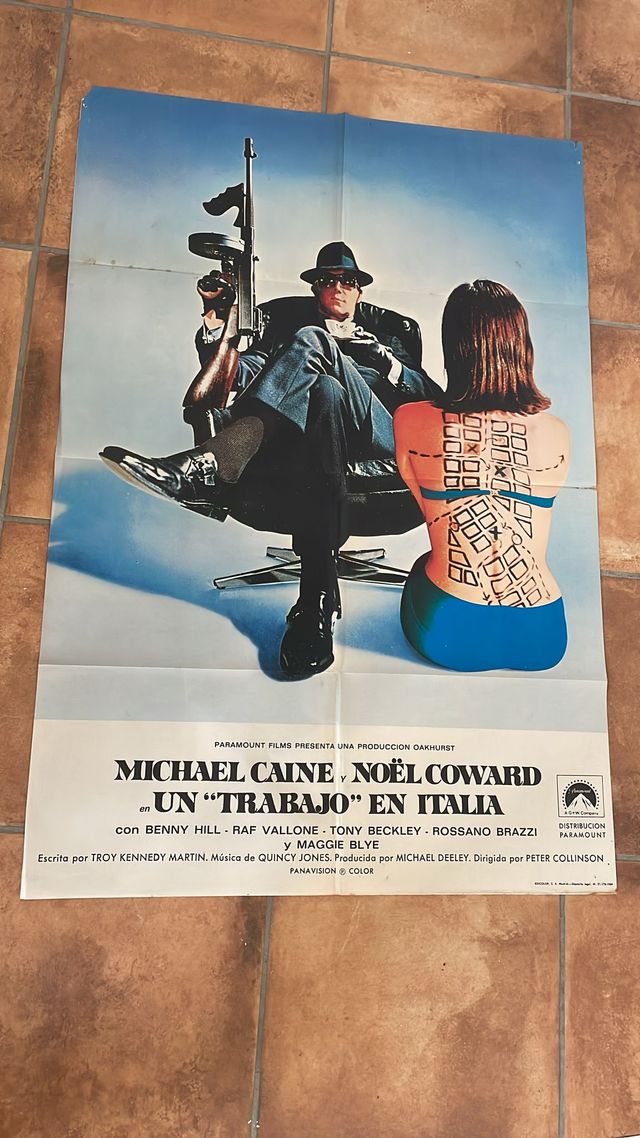 PARAMOUNT FILMS PRESENTA UNA PRODUCCION OAKHURST
MICHAEL CAINE y NOËL COWARD
en UN “TRABAJO” EN ITALIA
con BENNY HILL - RAF VALLONE - TONY BECKLEY - ROSSANO BRAZZI
y MAGGIE BLYE
Escrita por TROY KENNEDY MARTIN. Música de QUINCY JONES. Producida por MICHAEL DEELEY. Dirigida por PETER COLLINSON
PANAVISION ® COLOR
Paramount
A G+W Company
DISTRIBUCION
PARAMOUNT